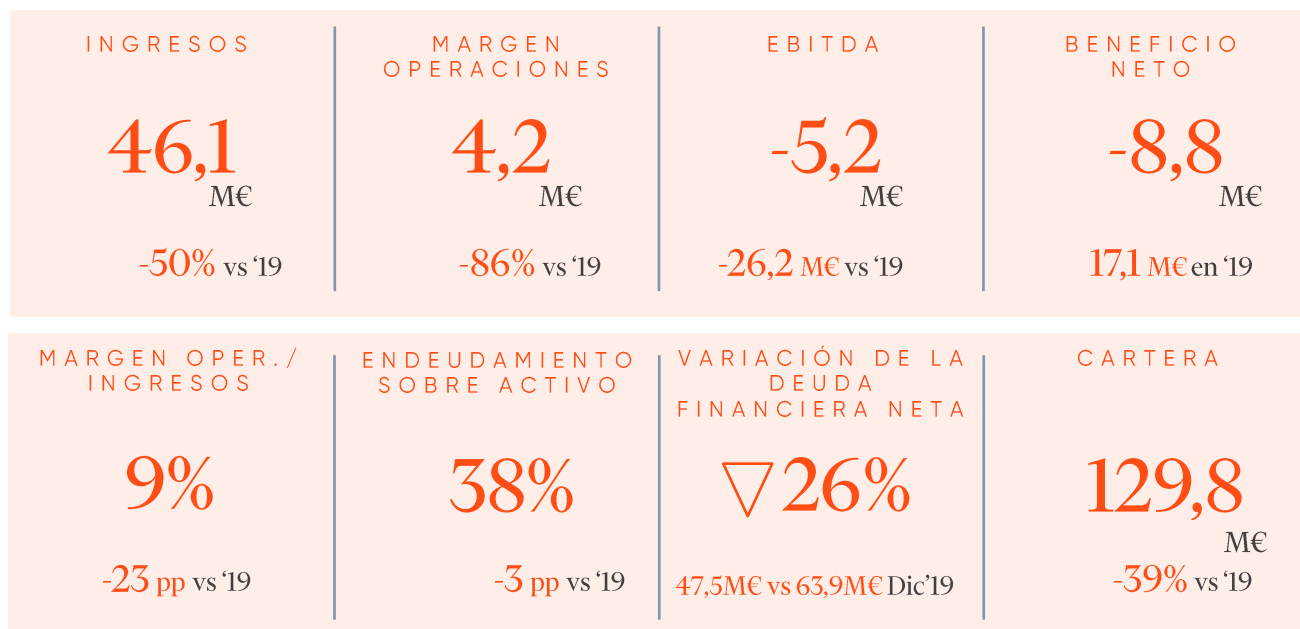 INGRESOS
46,1
M€
-50% vs ‘19
MARGEN
OPERACIONES
4,2
M€
-86% vs ‘19
EBITDA
-5,2
M€
-26,2 M€ vs ‘19
BENEFICIO
NETO
-8,8
M€
17,1 M€ en ‘19
MARGEN OPER./
INGRESOS
9%
-23 pp vs ‘19
ENDEUDAMIENTO
SOBRE ACTIVO
38%
-3 pp vs ‘19
VARIACIÓN DE LA
DEUDA
FINANCIERA NETA
▽26%
47,5M€ vs 63,9M€ Dic’19
CARTERA
129,8
M€
-39% vs ‘19